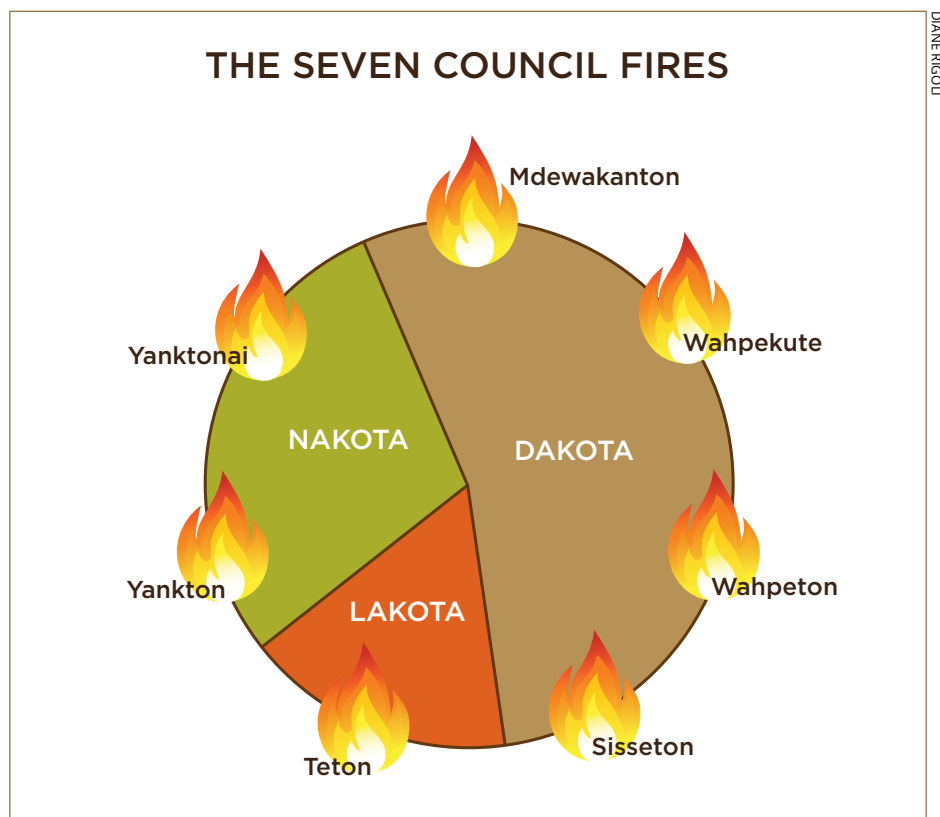 THE SEVEN COUNCIL FIRES
DIANE RIGOLI
Mdewakanton
Wahpekute
Yanktonai
NAKOTA
DAKOTA
Yankton
Wahpeton
LAKOTA
Sisseton
Teton